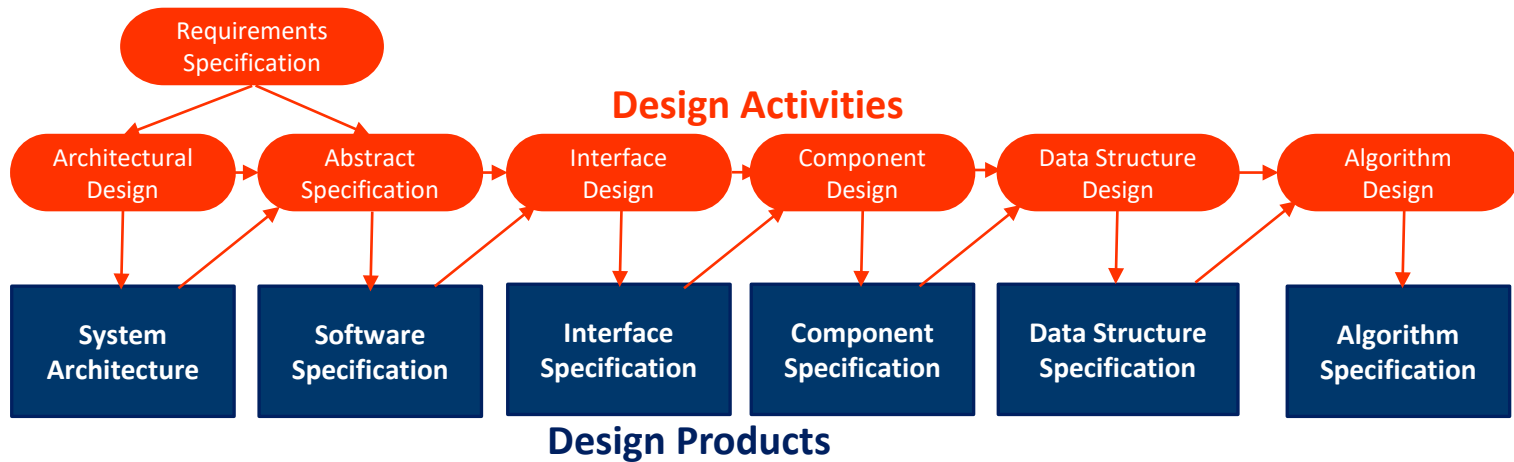 Requirements
Specification
Design Activities
Architectural
Design
Abstract
Specification
Interface
Design
Component
Design
Data Structure
Design
Algorithm
Design
System
Architecture
Software
Specification
Interface
Specification
Component
Specification
Data Structure
Specification
Algorithm
Specification
Design Products